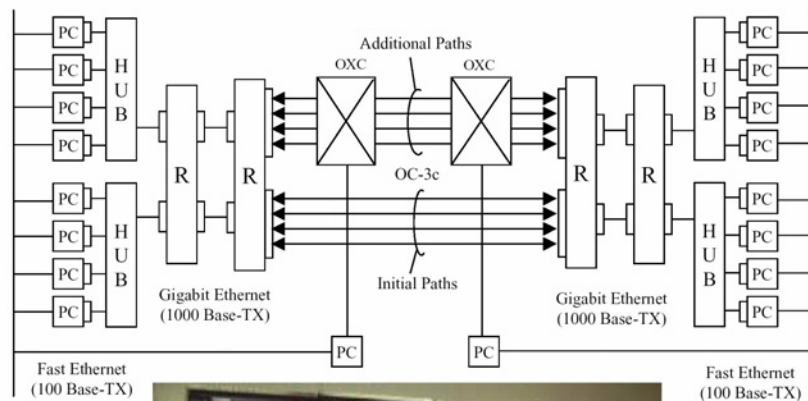 Additional Paths
OXC
OXC
PC
PC
PC
PC
H
U
B
PC
PC
PC
PC
H
U
B
R
R
OC-3c
R
R
H
U
B
PC
PC
PC
PC
H
U
B
PC
PC
PC
PC
Initial Paths
Gigabit Ethernet
(1000 Base-TX)
Gigabit Ethernet
(1000 Base-TX)
PC
PC
Fast Ethernet
(100 Base-TX)
Fast Ethernet
(100 Base-TX)